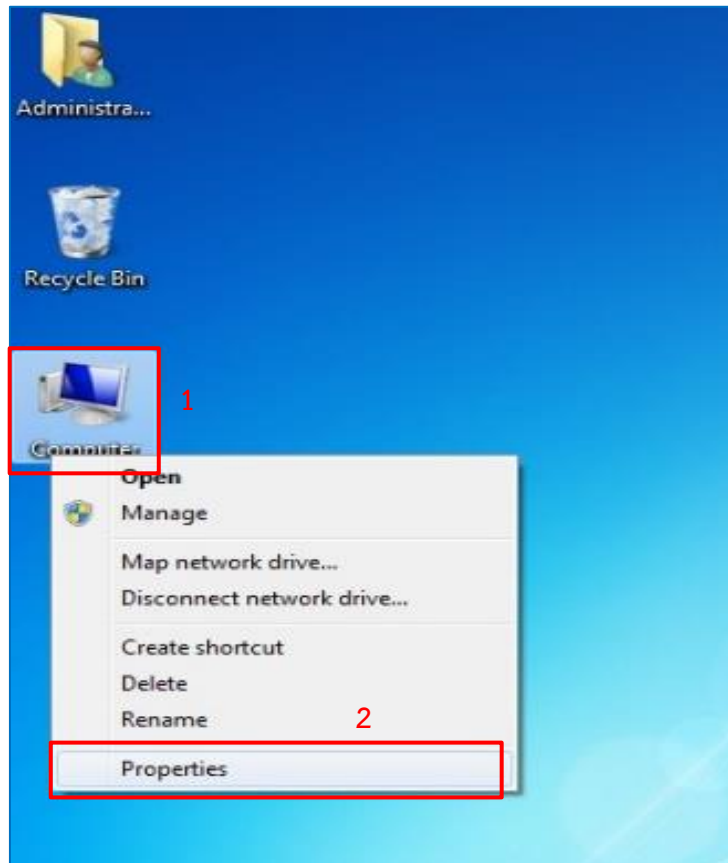 Administra...
Recycle Bin
1
Computer
Open
Manage
Map network drive...
Disconnect network drive...
Create shortcut
Delete
Rename
2
Properties